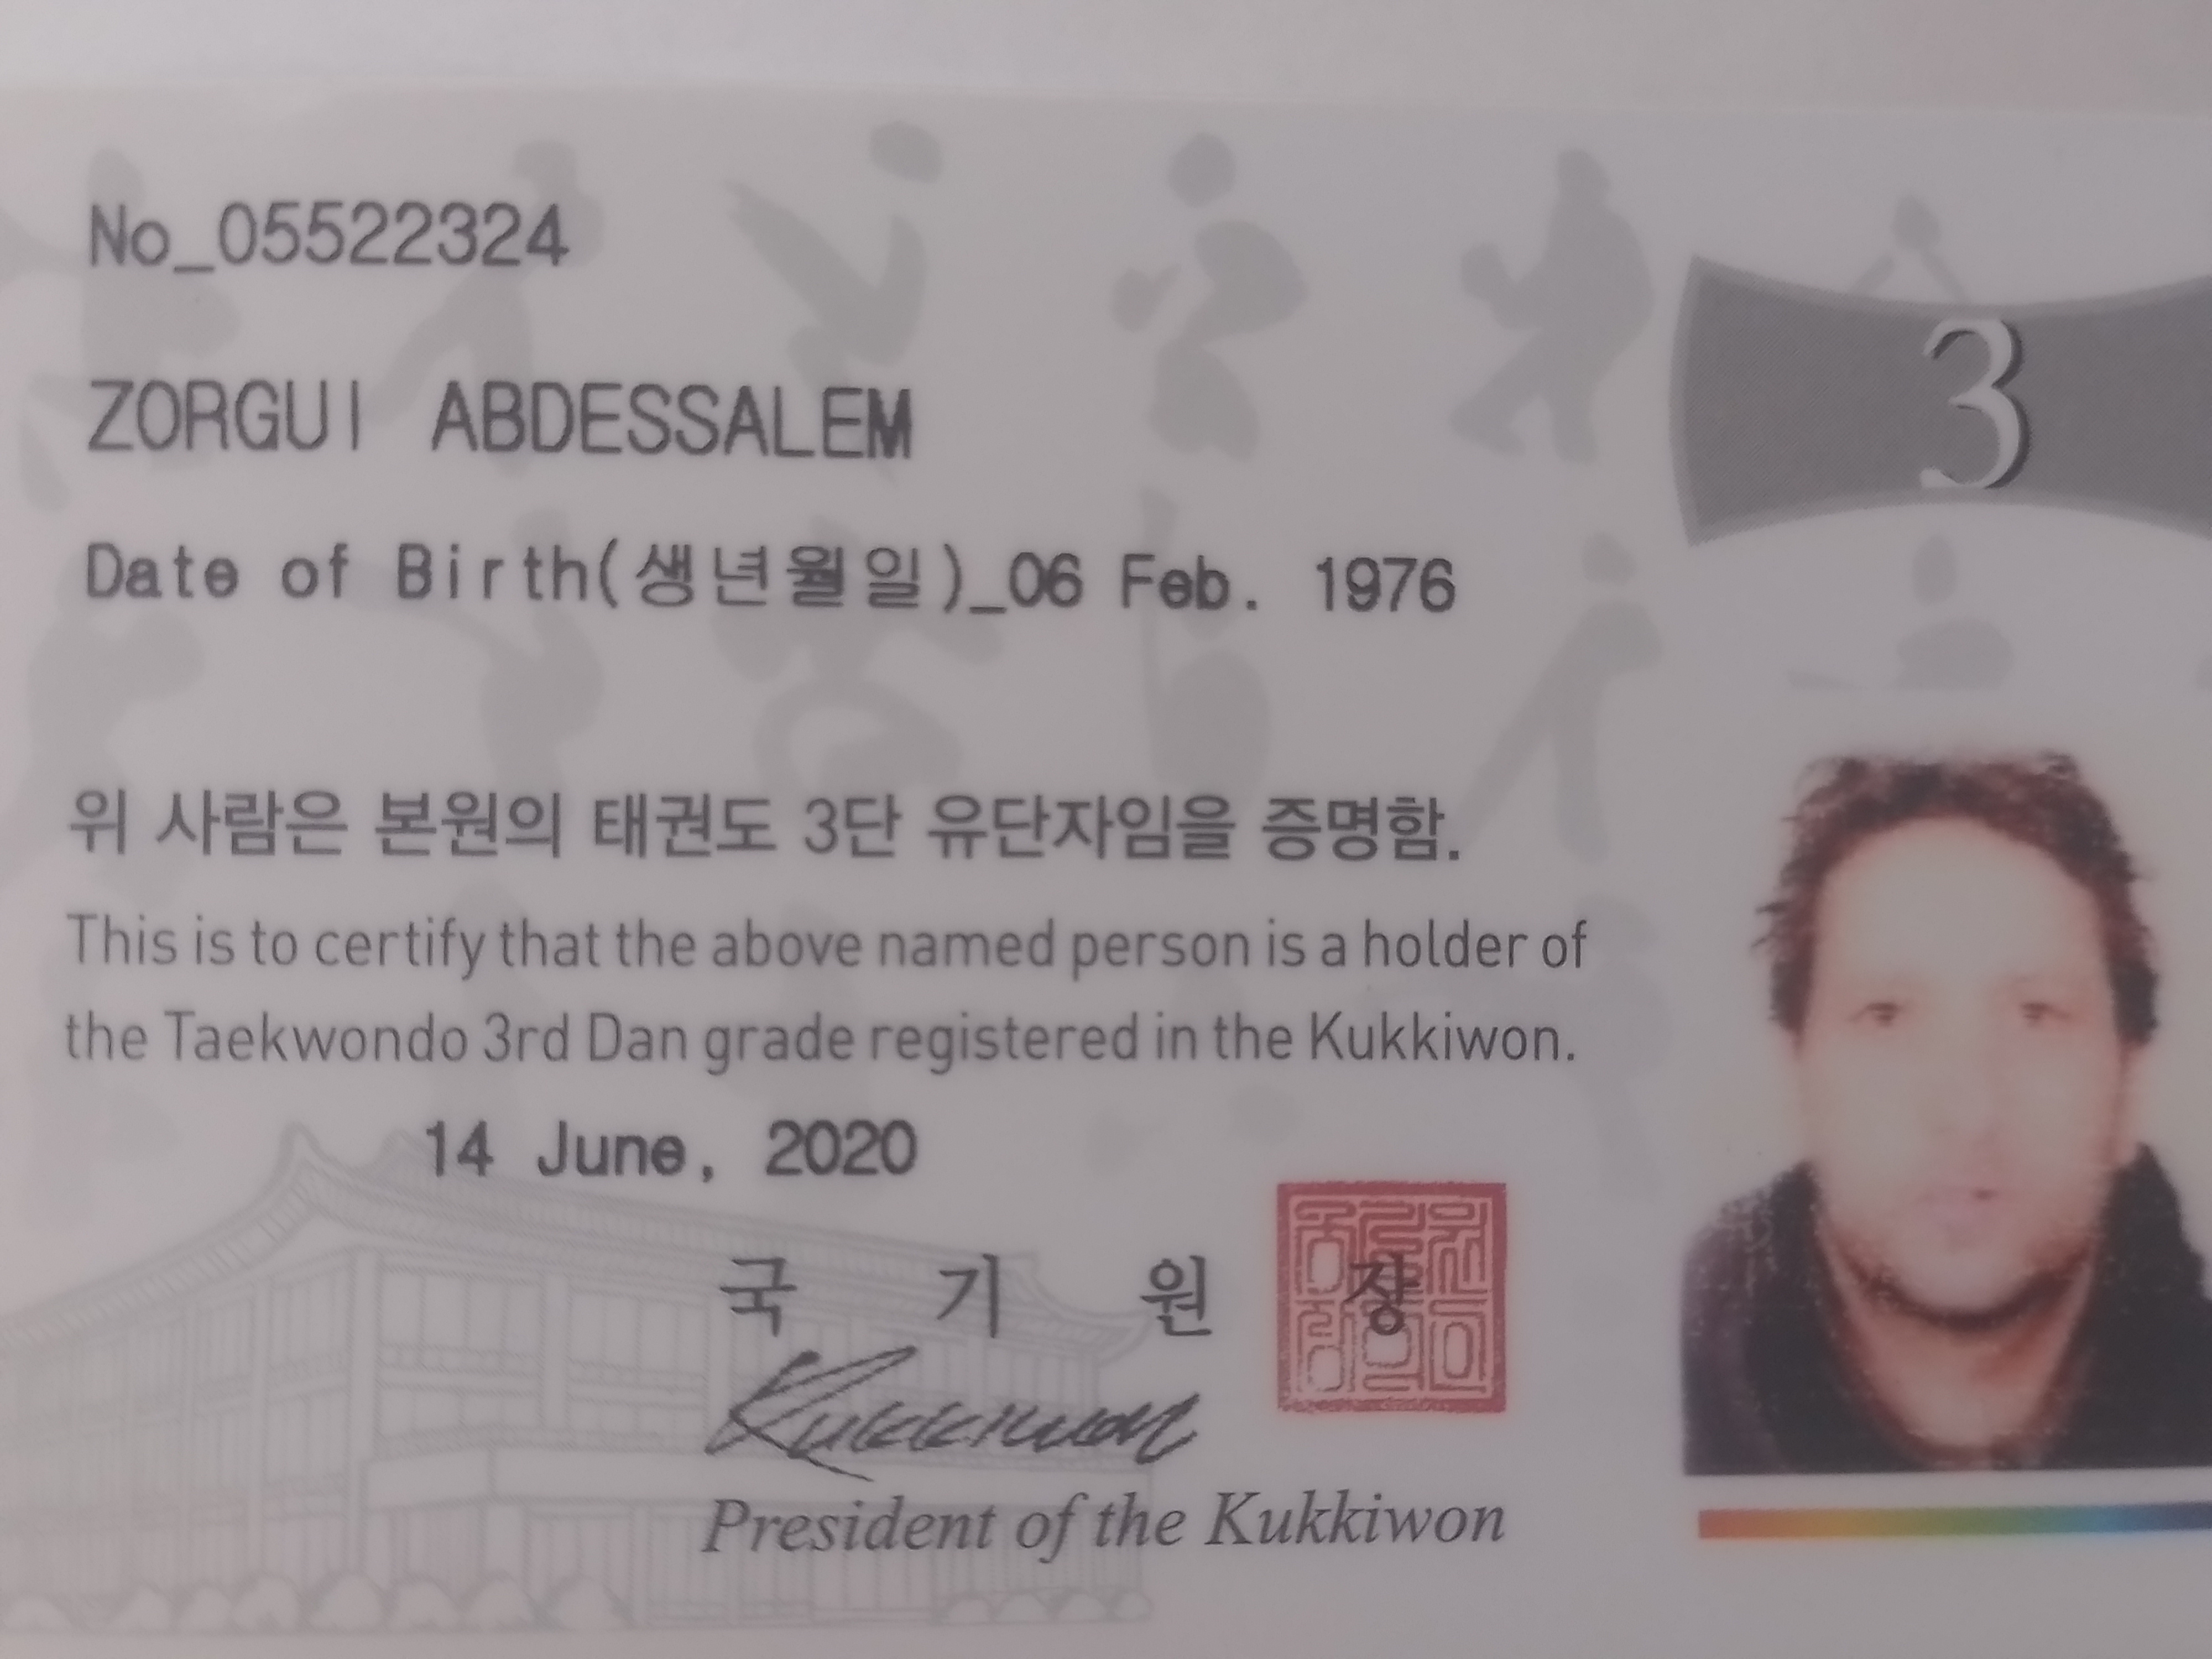 No_05522324
3
ZORGUI ABDESSALEM
Date of Birth(생년월일)_06 Feb. 1976
위 사람은 본원의 태권도 3단 유단자임을 증명함.
This is to certify that the above named person is a holder of
the Taekwondo 3rd Dan grade registered in the Kukkiwon.
14 June, 2020
국 기 원 장
Kukkiwon
President of the Kukkiwon